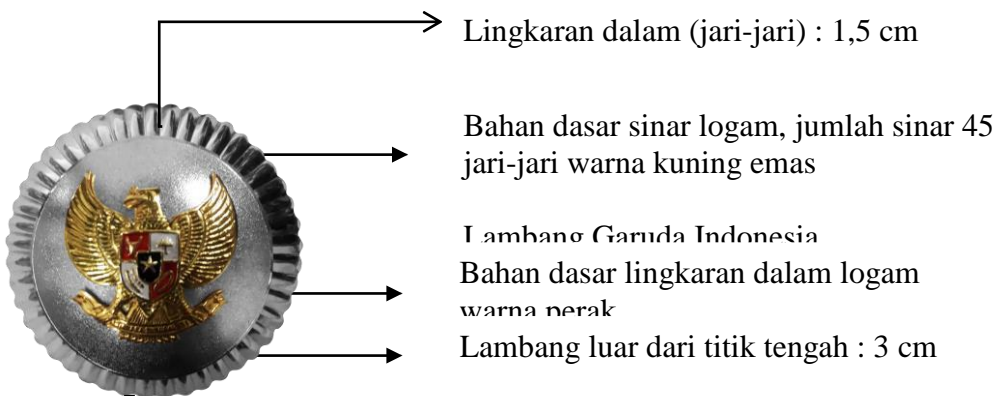 Lingkaran dalam (jari-jari) : 1,5 cm
Bahan dasar sinar logam, jumlah sinar 45
jari-jari warna kuning emas
Lambang Garuda Indonesia
Bahan dasar lingkaran dalam logam
warna perak
Lambang luar dari titik tengah : 3 cm